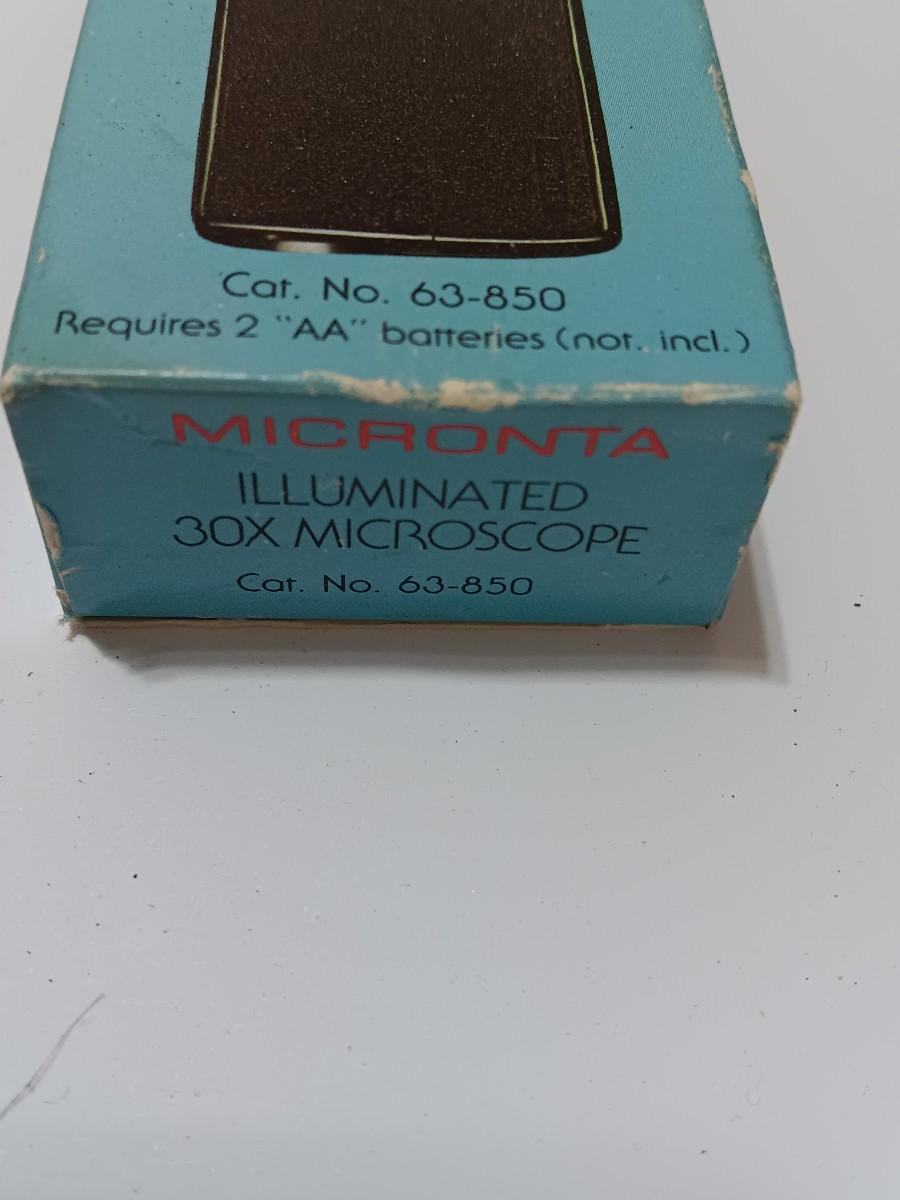 Cat. No. 63-850
Requires 2 "AA" batteries (not. incl.)
MICRONTA
ILLUMINATED
30X MICROSCOPE
Cat. No. 63-850